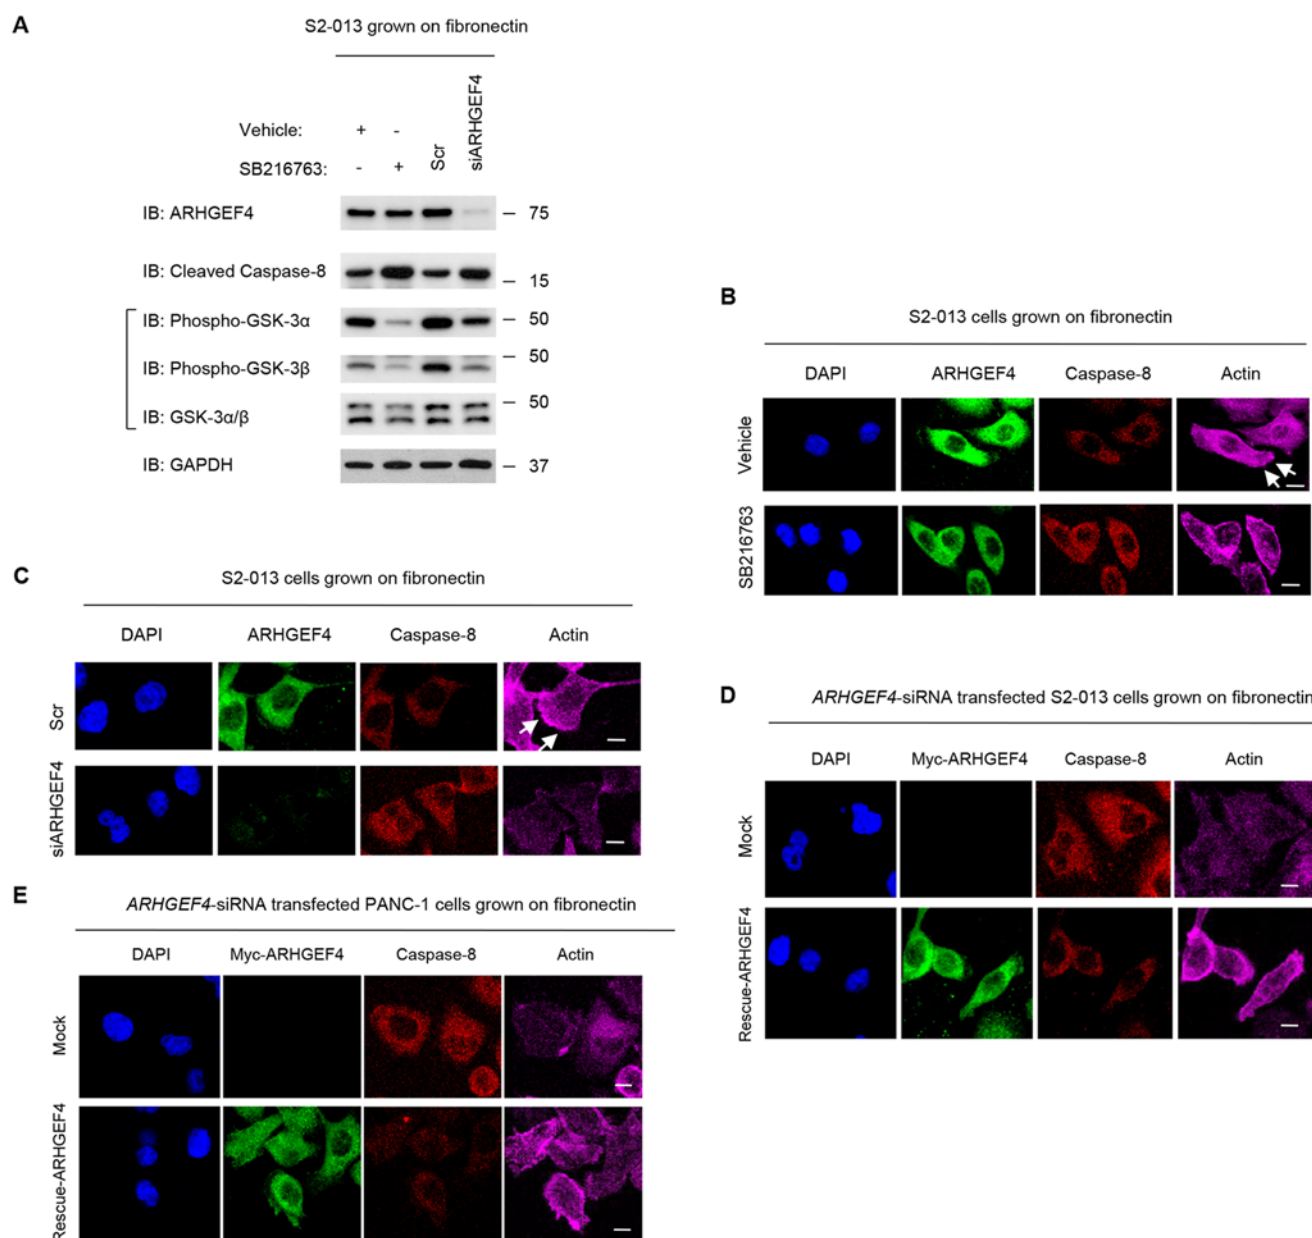 A
S2-013 grown on fibronectin
Vehicle: + - Scr siARHGEF4
SB216763: - +
IB: ARHGEF4 – 75
IB: Cleaved Caspase-8 – 15
IB: Phospho-GSK-3α – 50
IB: Phospho-GSK-3β 50
IB: GSK-3α/β – 50
IB: GAPDH – 37
B
S2-013 cells grown on fibronectin
DAPI ARHGEF4 Caspase-8 Actin
Vehicle
SB216763
C
S2-013 cells grown on fibronectin
DAPI ARHGEF4 Caspase-8 Actin
Scr
siARHGEF4
D
ARHGEF4-siRNA transfected S2-013 cells grown on fibronectin
DAPI Myc-ARHGEF4 Caspase-8 Actin
Mock
Rescue-ARHGEF4
E
ARHGEF4-siRNA transfected PANC-1 cells grown on fibronectin
DAPI Myc-ARHGEF4 Caspase-8 Actin
Mock
Rescue-ARHGEF4